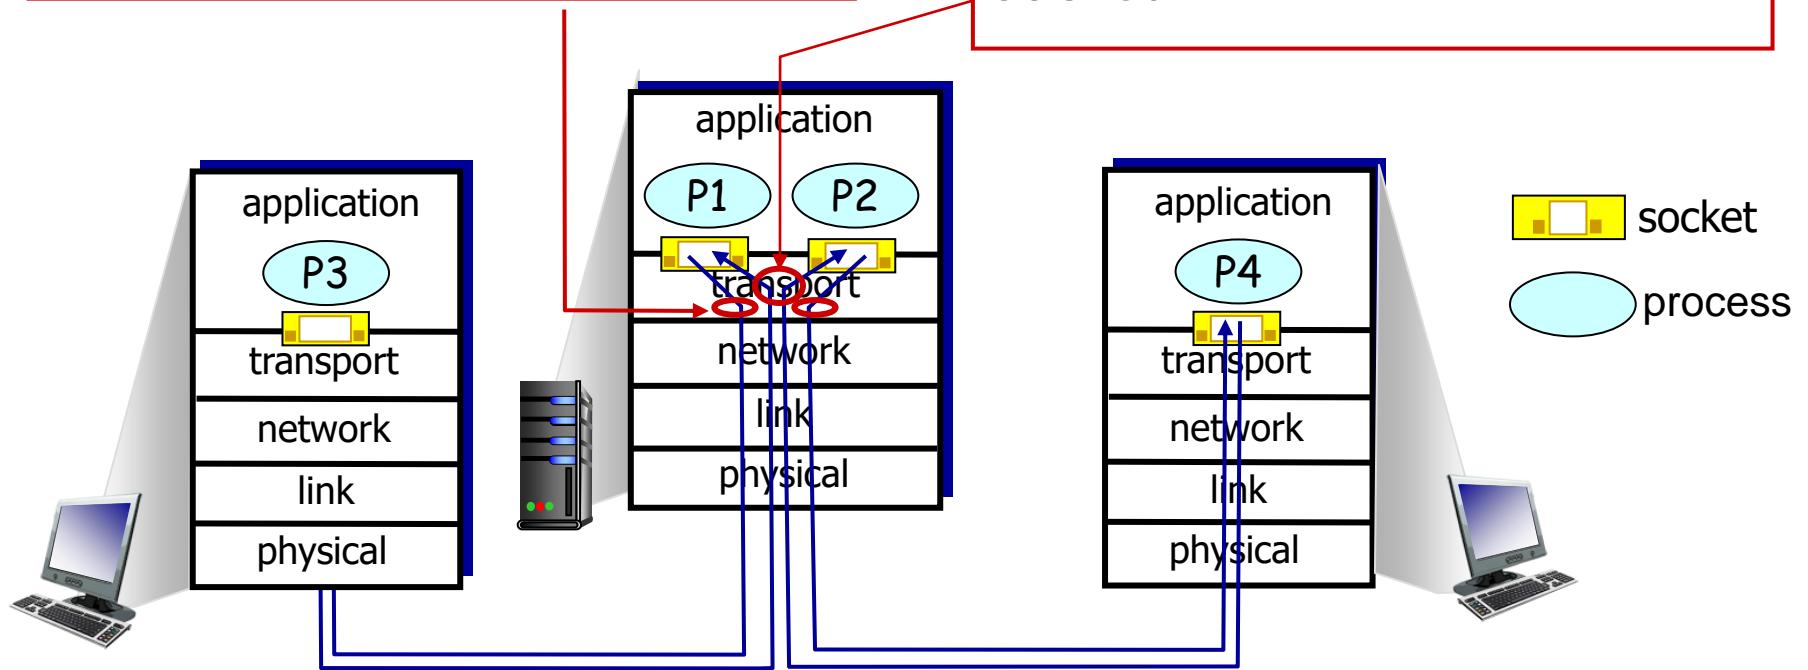 application
P1 P2
transport
network
link
physical
application
P3
transport
network
link
physical
application
P4
transport
network
link
physical
socket
process